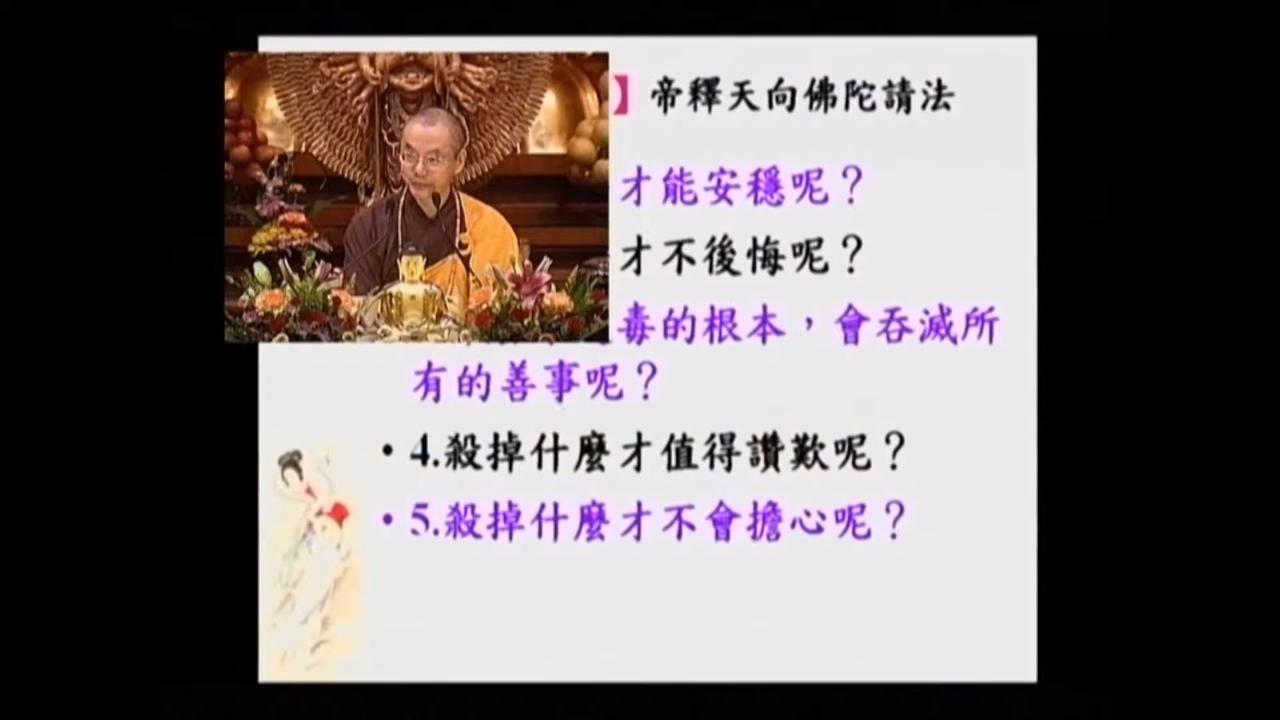 】帝釋天向佛陀請法
才能安穩呢？
才不後悔呢？
毒的根本，會吞滅所
有的善事呢？
•4.殺掉什麼才值得讚歎呢？
•5.殺掉什麼才不會擔心呢？